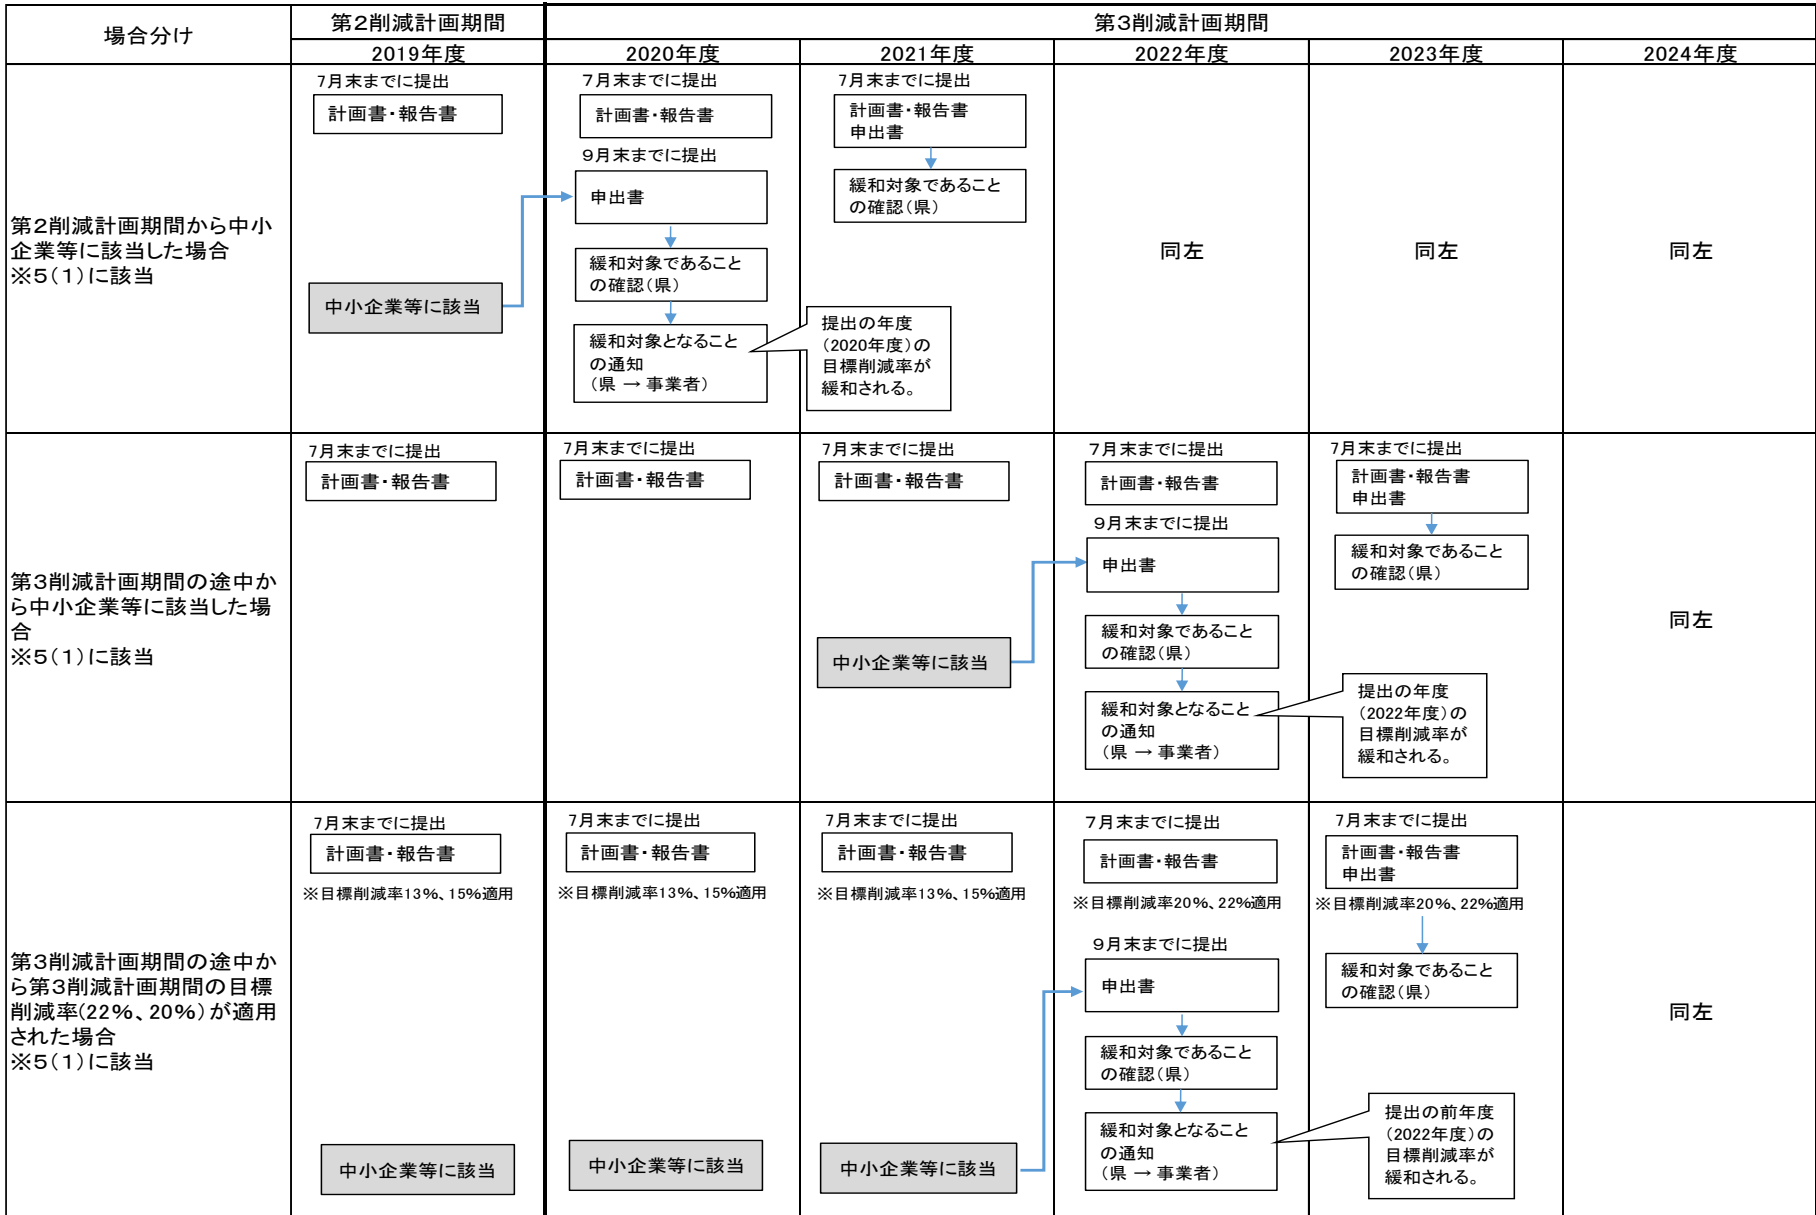 場合分け
第2削減計画期間
第3削減計画期間
2019年度
2020年度
2021年度
2022年度
2023年度
2024年度
第2削減計画期間から中小
企業等に該当した場合
※5(1)に該当
7月末までに提出
計画書・報告書
中小企業等に該当
7月末までに提出
計画書・報告書
9月末までに提出
申出書
緩和対象であること
の確認(県)
緩和対象となること
の通知
(県 → 事業者)
提出の年度
(2020年度)の
目標削減率が
緩和される。
7月末までに提出
計画書・報告書
申出書
緩和対象であること
の確認(県)
同左
同左
同左
第3削減計画期間の途中か
ら中小企業等に該当した場
合
※5(1)に該当
7月末までに提出
計画書・報告書
7月末までに提出
計画書・報告書
7月末までに提出
計画書・報告書
中小企業等に該当
7月末までに提出
計画書・報告書
9月末までに提出
申出書
緩和対象であること
の確認(県)
緩和対象となること
の通知
(県 → 事業者)
提出の年度
(2022年度)の
目標削減率が
緩和される。
7月末までに提出
計画書・報告書
申出書
緩和対象であること
の確認(県)
同左
第3削減計画期間の途中か
ら第3削減計画期間の目標
削減率(22%、20%)が適用
された場合
※5(1)に該当
7月末までに提出
計画書・報告書
※目標削減率13%、15%適用
中小企業等に該当
7月末までに提出
計画書・報告書
※目標削減率13%、15%適用
中小企業等に該当
7月末までに提出
計画書・報告書
※目標削減率13%、15%適用
中小企業等に該当
7月末までに提出
計画書・報告書
※目標削減率20%、22%適用
9月末までに提出
申出書
緩和対象であること
の確認(県)
緩和対象となること
の通知
(県 → 事業者)
提出の前年度
(2022年度)の
目標削減率が
緩和される。
7月末までに提出
計画書・報告書
申出書
※目標削減率20%、22%適用
緩和対象であること
の確認(県)
同左